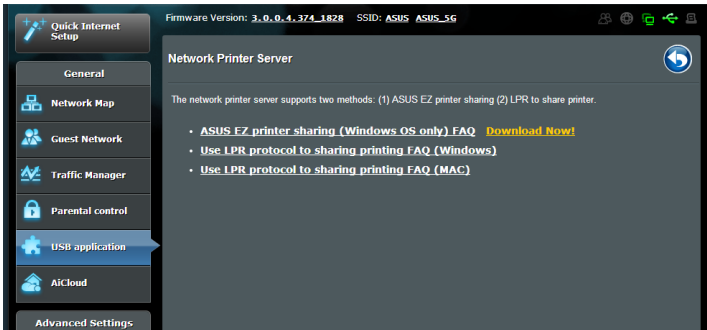 Quick Internet
Setup
Firmware Version: 3.0.0.4.374_1828 SSID: ASUS ASUS_5G
General
Network Map
Guest Network
Traffic Manager
Parental control
USB application
AiCloud
Advanced Settings
Network Printer Server
The network printer server supports two methods: (1) ASUS EZ printer sharing (2) LPR to share printer.
ASUS EZ printer sharing (Windows OS only) FAQ Download Now!
Use LPR protocol to sharing printing FAQ (Windows)
Use LPR protocol to sharing printing FAQ (MAC)